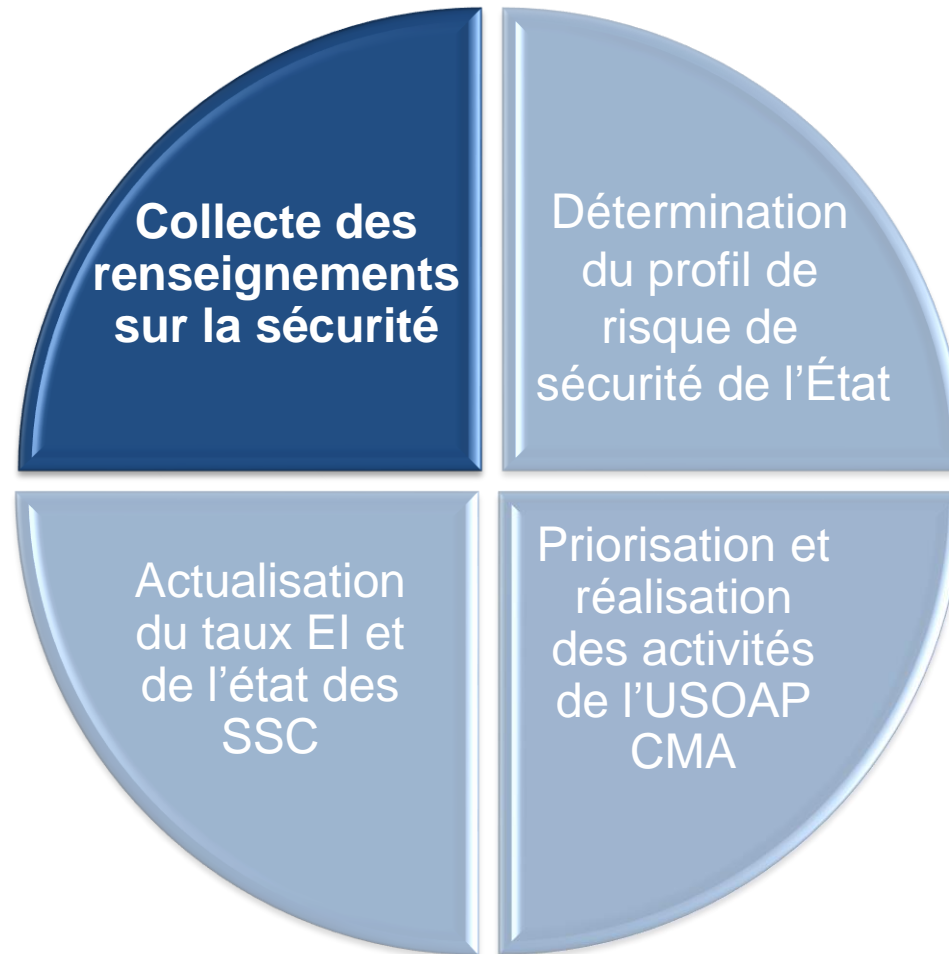 Collecte des
renseignements
sur la sécurité
Détermination
du profil de
risque de
sécurité de l’État
Actualisation
du taux EI et
de l’état des
SSC
Priorisation et
réalisation
des activités
de l’USOAP
CMA